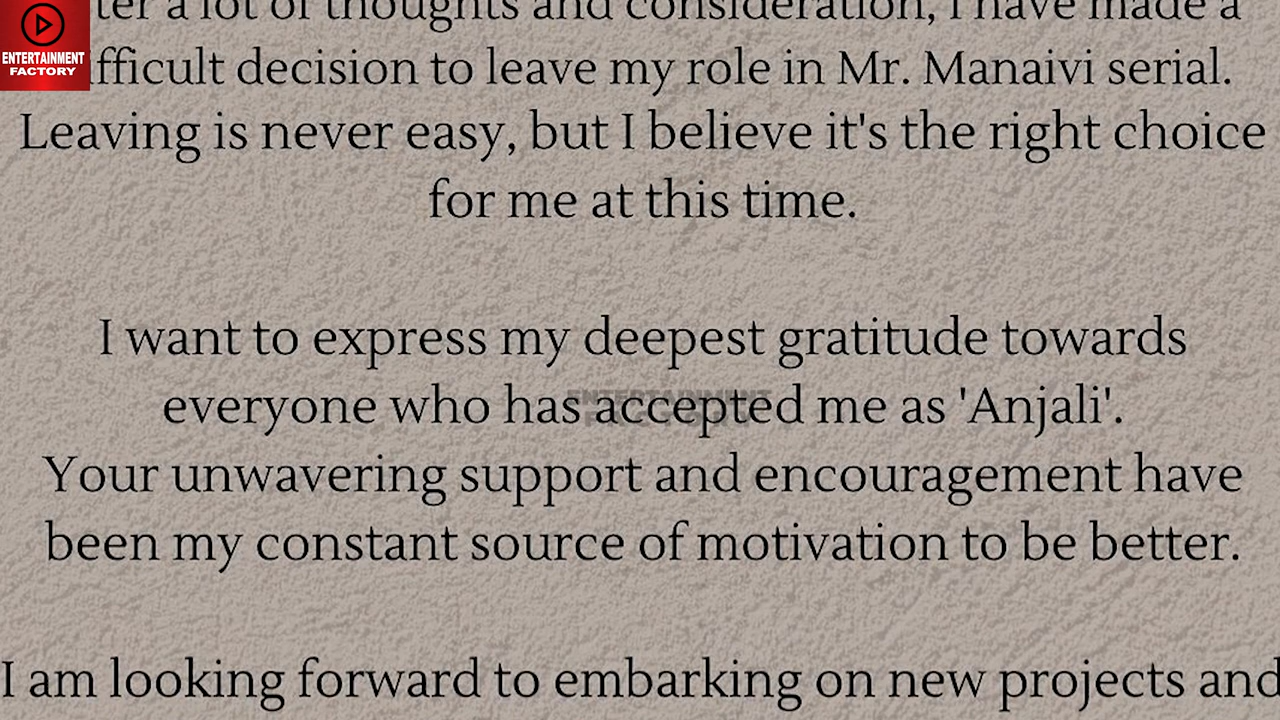 ENTERTAINMENT
FACTORY
a lot of thoughts and consideration, I have made a
decision to leave my role in Mr. Manaivi serial.
Leaving is never easy, but I believe it's the right choice
for me at this time.
I want to express my deepest gratitude towards
everyone who has accepted me as 'Anjali'.
Your unwavering support and encouragement have
been my constant source of motivation to be better.
I am looking forward to embarking on new projects and